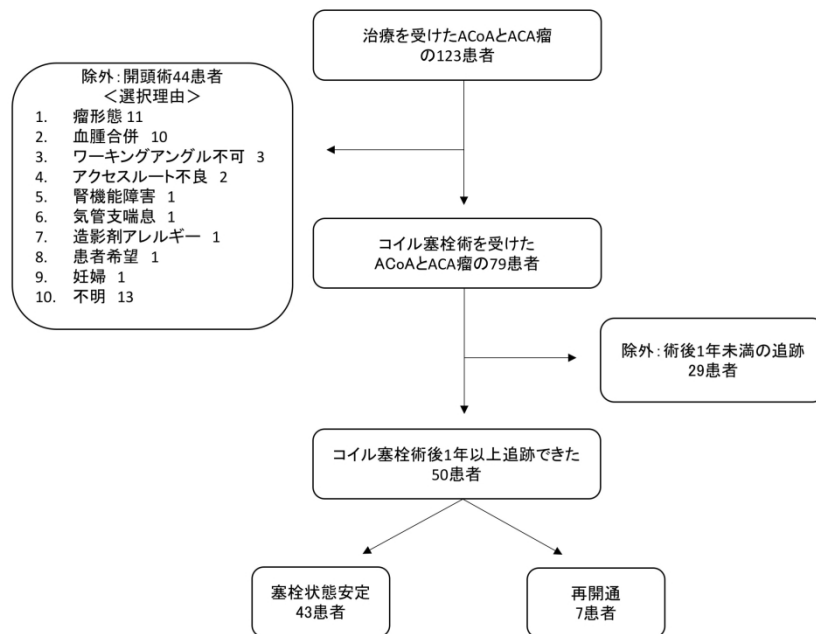 治療を受けたACoAとACA瘤
の123患者
除外：開頭術44患者
＜選択理由＞
1. 瘤形態 11
2. 血腫合併 10
3. ワーキングアングル不可 3
4. アクセスルート不良 2
5. 腎機能障害 1
6. 気管支喘息 1
7. 造影剤アレルギー 1
8. 患者希望 1
9. 妊婦 1
10. 不明 13
コイル塞栓術を受けた
ACoAとACA瘤の79患者
除外：術後1年未満の追跡
29患者
コイル塞栓術後1年以上追跡できた
50患者
塞栓状態安定
43患者
再開通
7患者